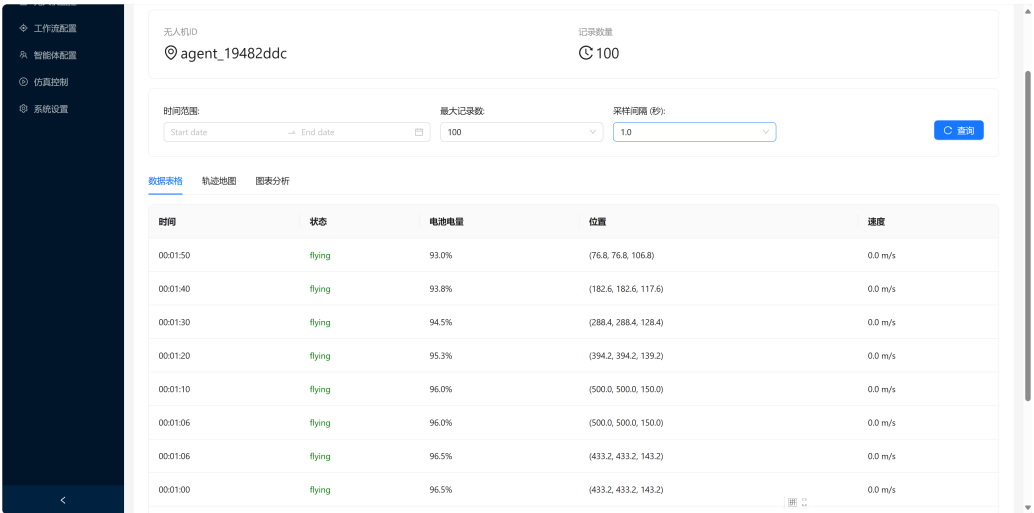 工作流配置
智能体配置
仿真控制
系统设置
无人机ID
agent_19482ddc
记录数量
100
时间范围:
Start date
End date
最大记录数:
100
采样间隔 (秒):
1.0
查询
数据表格 轨迹地图 图表分析
时间 状态 电池电量 位置 速度
00:01:50 flying 93.0% (76.8, 76.8, 106.8) 0.0 m/s
00:01:40 flying 93.8% (182.6, 182.6, 117.6) 0.0 m/s
00:01:30 flying 94.5% (288.4, 288.4, 128.4) 0.0 m/s
00:01:20 flying 95.3% (394.2, 394.2, 139.2) 0.0 m/s
00:01:10 flying 96.0% (500.0, 500.0, 150.0) 0.0 m/s
00:01:06 flying 96.0% (500.0, 500.0, 150.0) 0.0 m/s
00:01:06 flying 96.5% (433.2, 433.2, 143.2) 0.0 m/s
00:01:00 flying 96.5% (433.2, 433.2, 143.2) 0.0 m/s